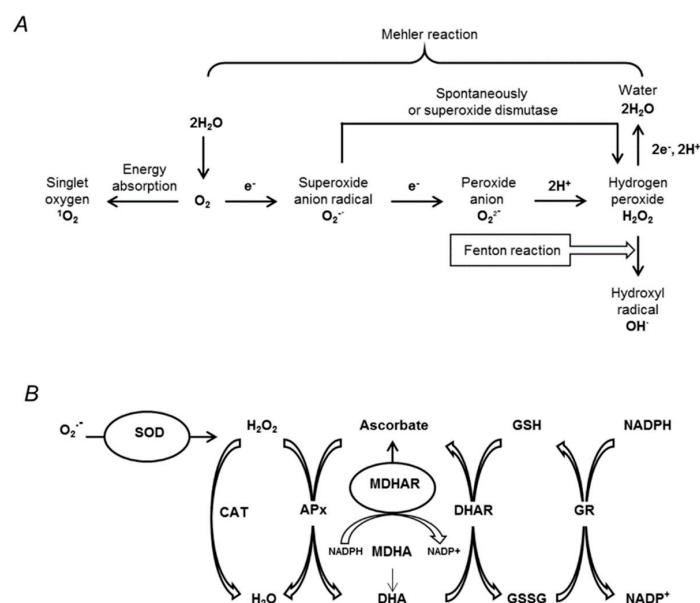 A
Mehler reaction
Spontaneously
or superoxide dismutase
Water
2H₂O
2H₂O
2e⁻, 2H⁺
Singlet
oxygen
¹O₂
Energy
absorption
O₂
e⁻
Superoxide
anion radical
O₂⁻·
e⁻
Peroxide
anion
O₂²⁻
2H⁺
Hydrogen
peroxide
H₂O₂
Fenton reaction
Hydroxyl
radical
OH·
B
O₂·⁻
SOD
H₂O₂
Ascorbate
GSH
NADPH
MDHAR
CAT
APx
DHAR
GR
NADPH
MDHA
NADP+
H₂O
DHA
GSSG
NADP⁺